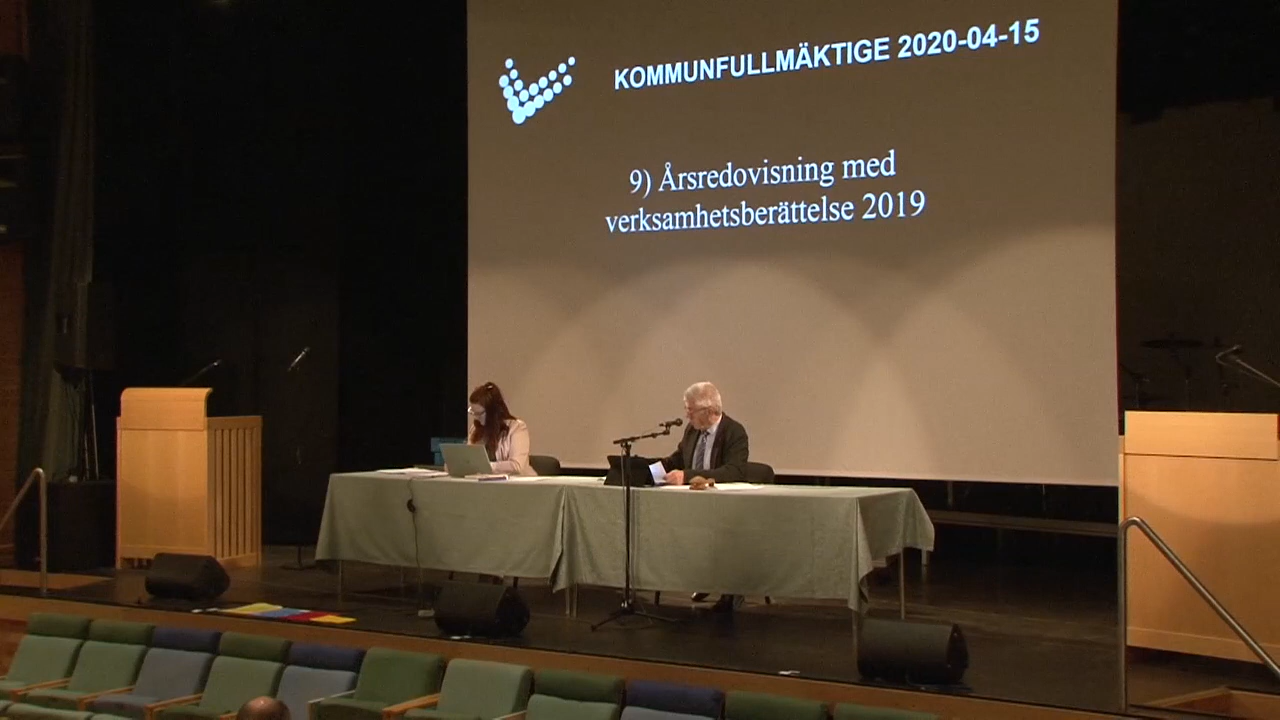 KOMMUNFULLMÄKTIGE 2020-04-15
9) Årsredovisning med
verksamhetsberättelse 2019